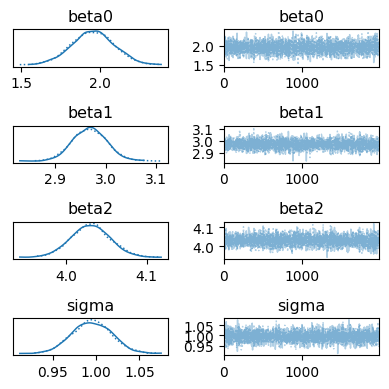 beta0 beta0
2.0
1.5
1.5 2.0 0 1000
beta1 beta1
3.1
3.0
2.9
2.9 3.0 3.1 0 1000
beta2 beta2
4.1
4.0
4.0 4.1 0 1000
sigma sigma
1.05
1.00
0.95
0.95 1.00 1.05 0 1000